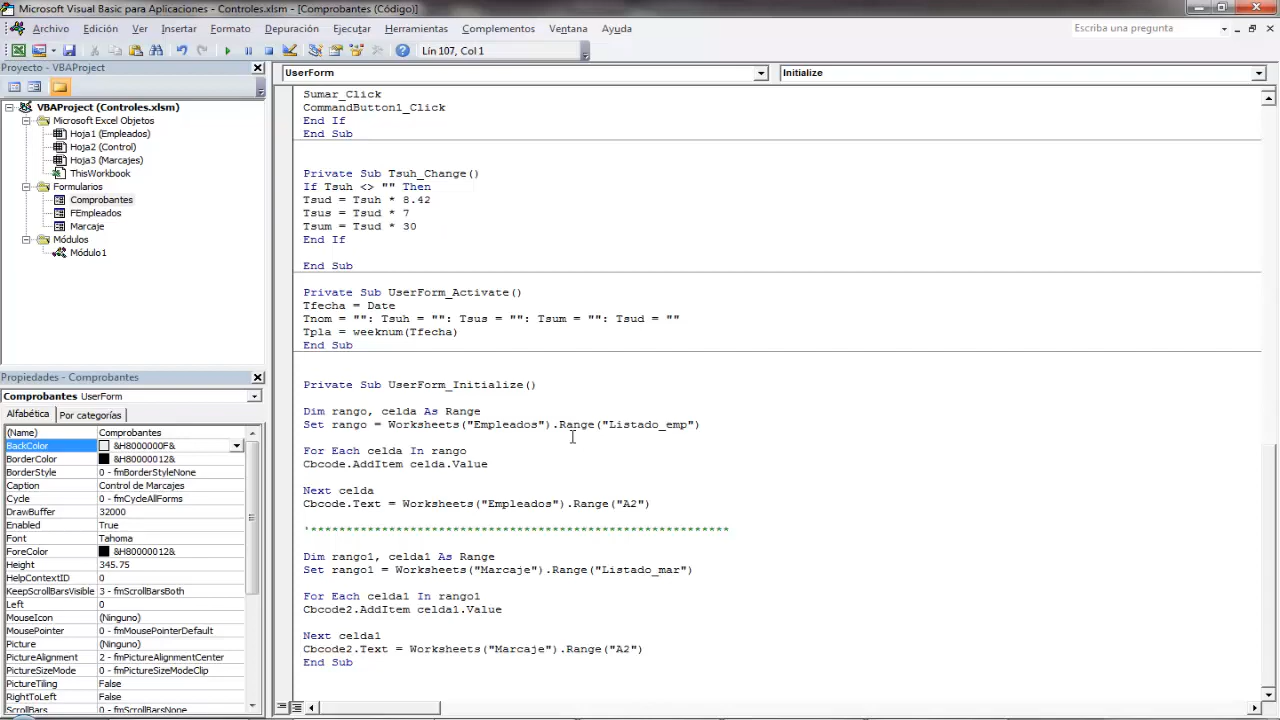 Microsoft Visual Basic para Aplicaciones - Controles.xlsm - [Comprobantes (Código)]
Archivo Edición Ver Insertar Formato Depuración Ejecutar Herramientas Complementos Ventana Ayuda
Escriba una pregunta
Lín 107, Col 1
Proyecto - VBAProject
VBAProject (Controles.xlsm)
Microsoft Excel Objetos
Hoja1 (Empleados)
Hoja2 (Control)
Hoja3 (Marcajes)
ThisWorkbook
Formularios
Comprobantes
FEmpleados
Marcaje
Módulos
Módulo1
Propiedades - Comprobantes
Comprobantes UserForm
Alfabética Por categorías
(Name) Comprobantes
BackColor &H8000000F&
BorderColor &H80000012&
BorderStyle 0 - fmBorderStyleNone
Caption Control de Marcajes
Cycle 0 - fmCycleAllForms
DrawBuffer 32000
Enabled True
Font Tahoma
ForeColor &H80000012&
Height 345.75
HelpContextID 0
KeepScrollBarsVisible 3 - fmScrollBarsBoth
Left 0
MouseIcon (Ninguno)
MousePointer 0 - fmMousePointerDefault
Picture (Ninguno)
PictureAlignment 2 - fmPictureAlignmentCenter
PictureSizeMode 0 - fmPictureSizeModeClip
PictureTiling False
RightToLeft False
ScrollBars 0 - fmScrollBarsNone
UserForm Initialize
Sumar_Click
CommandButton1_Click
End If
End Sub
Private Sub Tsuh_Change()
If Tsuh <> "" Then
Tsud = Tsuh * 8.42
Tsus = Tsud * 7
Tsum = Tsud * 30
End If
End Sub
Private Sub UserForm_Activate()
Tfecha = Date
Tnom = "": Tsuh = "": Tsus = "": Tsum = "": Tsud = ""
Tpla = weeknum(Tfecha)
End Sub
Private Sub UserForm_Initialize()
Dim rango, celda As Range
Set rango = Worksheets("Empleados").Range("Listado_emp")
For Each celda In rango
Cbcode.AddItem celda.Value
Next celda
Cbcode.Text = Worksheets("Empleados").Range("A2")
'***********************************************************
Dim rango1, celda1 As Range
Set rango1 = Worksheets("Marcaje").Range("Listado_mar")
For Each celda1 In rango1
Cbcode2.AddItem celda1.Value
Next celda1
Cbcode2.Text = Worksheets("Marcaje").Range("A2")
End Sub